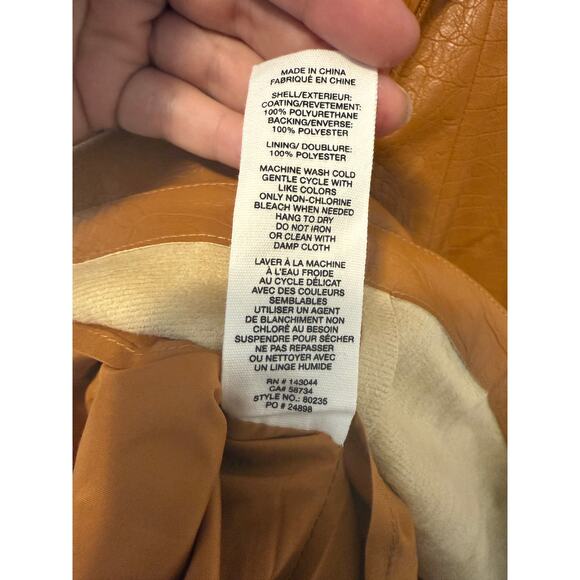 MADE IN CHINA
FABRIQUÉ EN CHINE
SHELL/EXTERIEUR:
COATING/REVETEMENT:
100% POLYURETHANE
BACKING/ENVERSE:
100% POLYESTER
LINING/ DOUBLURE:
100% POLYESTER
MACHINE WASH COLD
GENTLE CYCLE WITH
LIKE COLORS
ONLY NON-CHLORINE
BLEACH WHEN NEEDED
HANG TO DRY
DO NOT IRON
OR CLEAN WITH
DAMP CLOTH
LAVER À LA MACHINE
À L'EAU FROIDE
AU CYCLE DÉLICAT
AVEC DES COULEURS
SEMBLABLES
UTILISER UN AGENT
DE BLANCHIMENT NON
CHLORÉ AU BESOIN
SUSPENDRE POUR SÉCHER
NE PAS REPASSER
OU NETTOYER AVEC
UN LINGE HUMIDE
RN # 143044
CA# 58734
STYLE NO.: 80235
PO # 24898